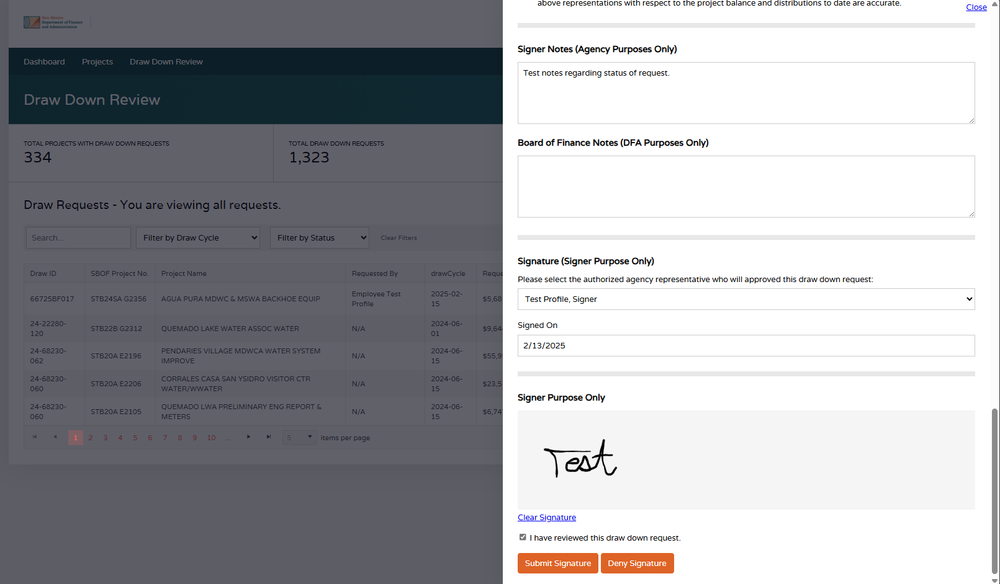 New Mexico
Department of Finance
and Administration
Dashboard Projects Draw Down Review
Draw Down Review
TOTAL PROJECTS WITH DRAW DOWN REQUESTS
334
TOTAL DRAW DOWN REQUESTS
1,323
Draw Requests - You are viewing all requests.
Search... Filter by Draw Cycle Filter by Status Clear Filters
Draw ID SBOF Project No. Project Name Requested By drawCycle Reque
66725BF017 STB24SA G2356 AGUA PURA MDWC & MSWA BACKHOE EQUIP Employee Test Profile 2025-02-15 $5,68
24-22280-120 STB22B G2312 QUEMADO LAKE WATER ASSOC WATER N/A 2024-06-01 $9,64
24-68230-062 STB20A E2196 PENDARIES VILLAGE MDWCA WATER SYSTEM IMPROVE N/A 2024-06-15 $55,9
24-68230-060 STB20A E2206 CORRALES CASA SAN YSIDRO VISITOR CTR WATER/WWATER N/A 2024-06-15 $23,5
24-68230-060 STB20A E2105 QUEMADO LWA PRELIMINARY ENG REPORT & METERS N/A 2024-06-15 $6,74
1 2 3 4 5 6 7 8 9 10 ... 5 items per page
above representations with respect to the project balance and distributions to date are accurate.
Close
Signer Notes (Agency Purposes Only)
Test notes regarding status of request.
Board of Finance Notes (DFA Purposes Only)
Signature (Signer Purpose Only)
Please select the authorized agency representative who will approved this draw down request:
Test Profile, Signer
Signed On
2/13/2025
Signer Purpose Only
Test
Clear Signature
I have reviewed this draw down request.
Submit Signature Deny Signature